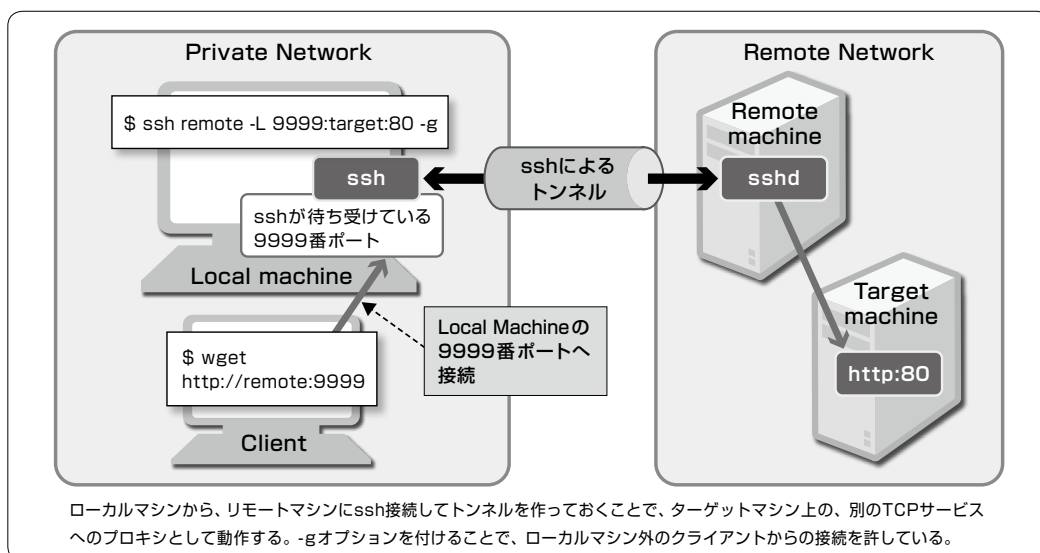 Private Network
$ ssh remote -L 9999:target:80 -g
ssh
sshが待ち受けている
9999番ポート
Local machine
$ wget
http://remote:9999
Client
Local Machineの
9999番ポートへ
接続
sshによる
トンネル
Remote Network
Remote
machine
sshd
Target
machine
http:80
ローカルマシンから、リモートマシンにssh接続してトンネルを作っておくことで、ターゲットマシン上の、別のTCPサービス
へのプロキシとして動作する。-gオプションを付けることで、ローカルマシン外のクライアントからの接続を許している。